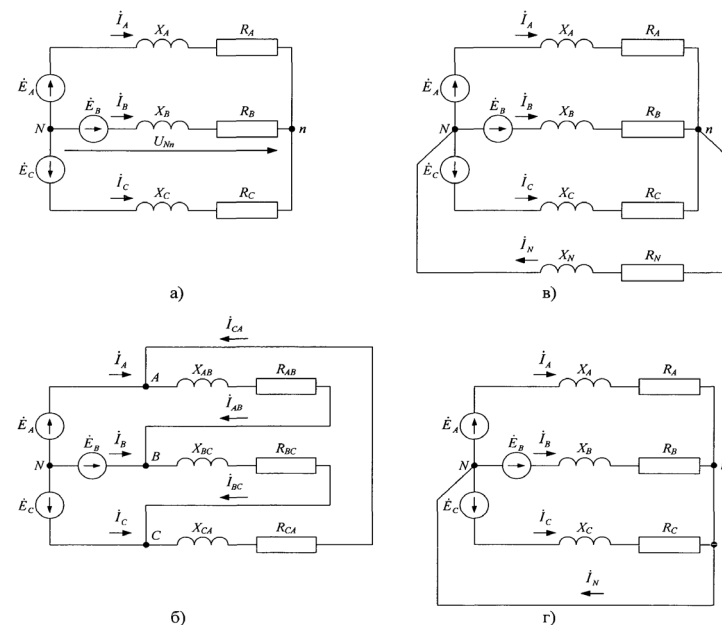 İ_A X_A R_A
Ė_A
Ė_B İ_B X_B R_B
N n
U_Nn
Ė_C
İ_C X_C R_C
а)
İ_A X_A R_A
Ė_A
Ė_B İ_B X_B R_B
N n
Ė_C
İ_C X_C R_C
İ_N X_N R_N
в)
İ_CA
İ_A A X_AB R_AB
İ_AB
Ė_A
Ė_B İ_B
N B X_BC R_BC
İ_BC
Ė_C
İ_C C X_CA R_CA
б)
İ_A X_A R_A
Ė_A
Ė_B İ_B X_B R_B
N
Ė_C
İ_C X_C R_C
İ_N
г)